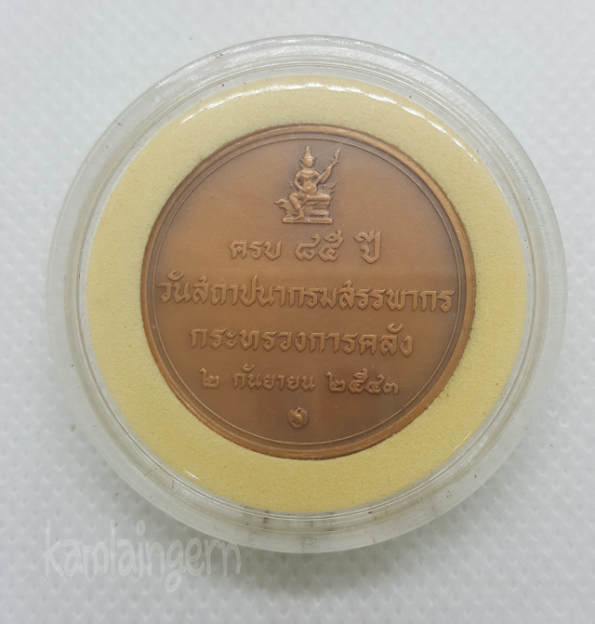 ครบ ๘๕ ปี
วันสถาปนากรมสรรพากร
กระทรวงการคลัง
๒ กันยายน ๒๕๔๓
karolaingern